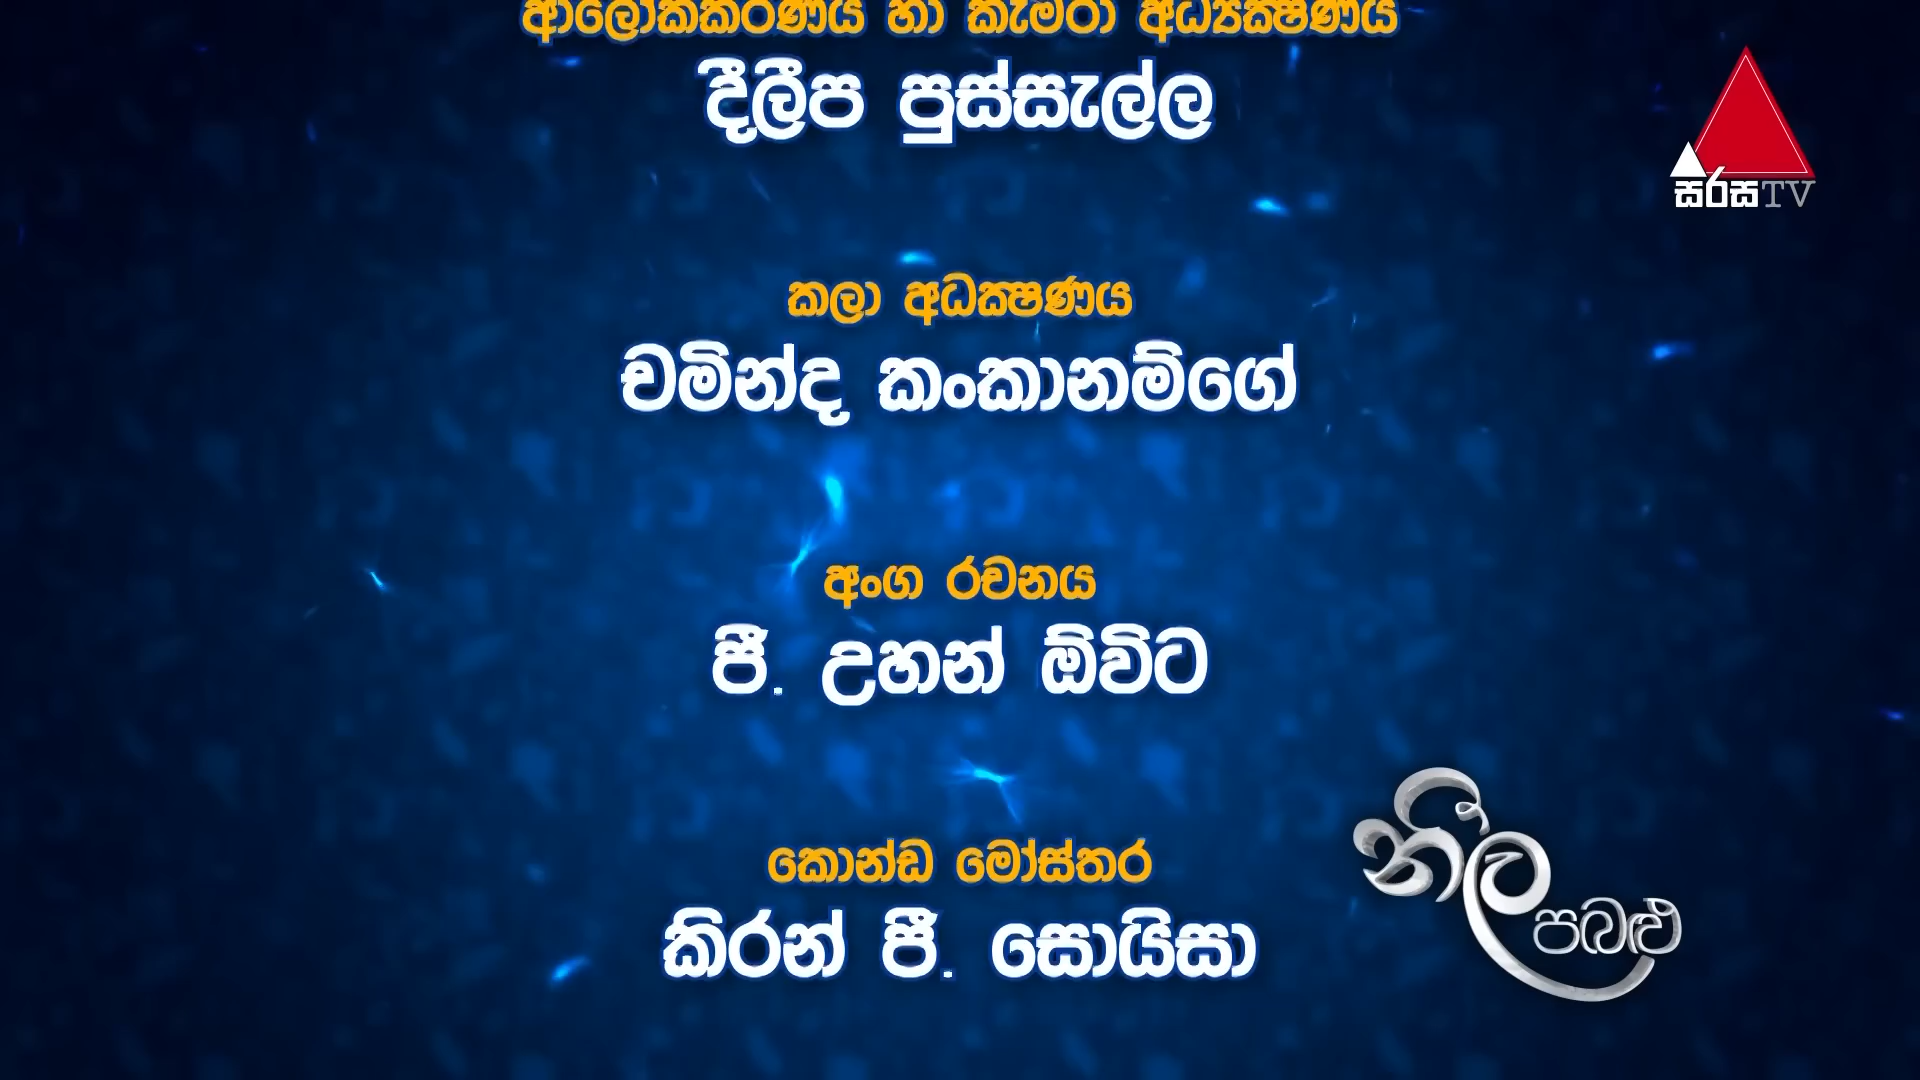 ආලෝකකරණය හා කැමරා අධ්‍යක්ෂණය
දිලීප පුස්සැල්ල
සිරස TV
කලා අධ්‍යක්ෂණය
චමින්ද කංකානම්ගේ
අංග රචනය
ජී. උහන් ඕවිට
කොන්ඩ මෝස්තර
කිරන් ජී. සොයිසා
නීල
පබළු